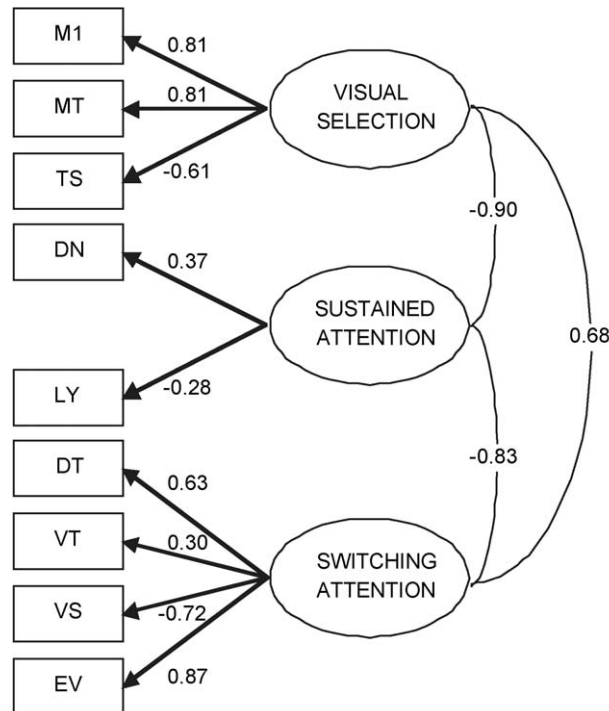 M1
0.81
MT
0.81
VISUAL
SELECTION
TS
-0.61
-0.90
DN
0.37
SUSTAINED
ATTENTION
0.68
LY
-0.28
-0.83
DT
0.63
VT
0.30
SWITCHING
ATTENTION
VS
-0.72
EV
0.87